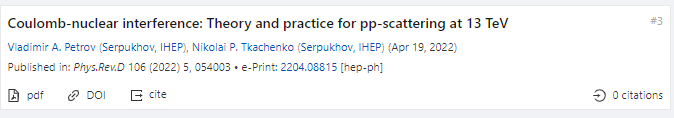 Coulomb-nuclear interference: Theory and practice for pp-scattering at 13 TeV #3
Vladimir A. Petrov (Serpukhov, IHEP), Nikolai P. Tkachenko (Serpukhov, IHEP) (Apr 19, 2022)
Published in: Phys.Rev.D 106 (2022) 5, 054003 • e-Print: 2204.08815 [hep-ph]
pdf DOI cite 0 citations